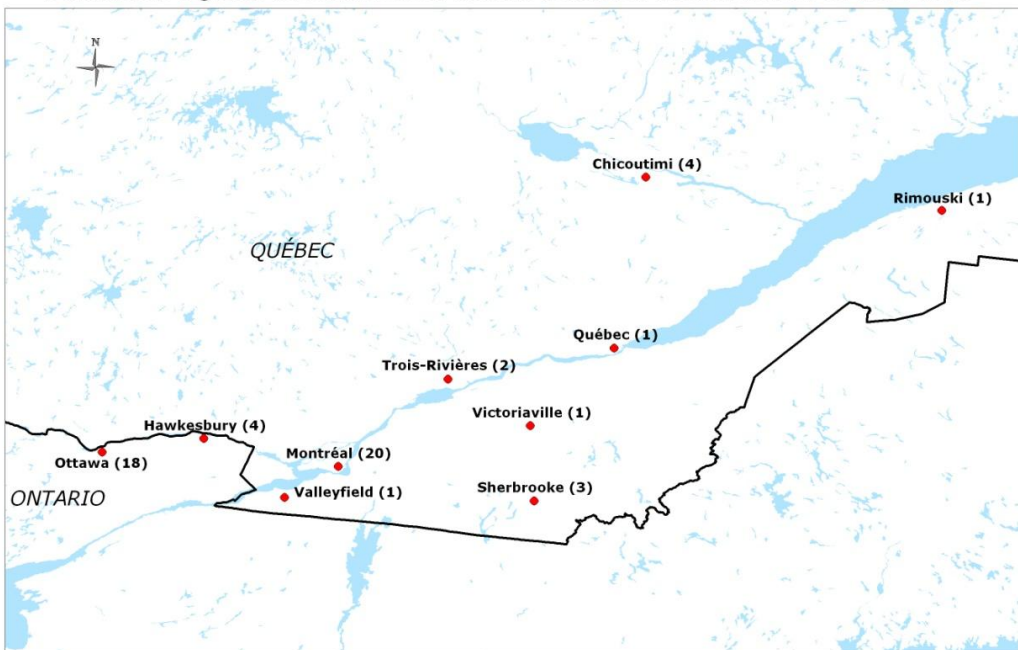 N
Chicoutimi (4)
Rimouski (1)
QUÉBEC
Québec (1)
Trois-Rivières (2)
Victoriaville (1)
Hawkesbury (4)
Montréal (20)
Ottawa (18)
Sherbrooke (3)
Valleyfield (1)
ONTARIO